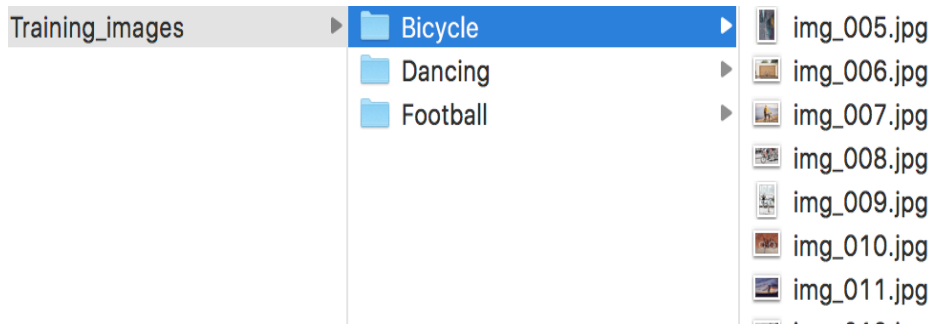 Training_images
Bicycle
Dancing
Football
img_005.jpg
img_006.jpg
img_007.jpg
img_008.jpg
img_009.jpg
img_010.jpg
img_011.jpg